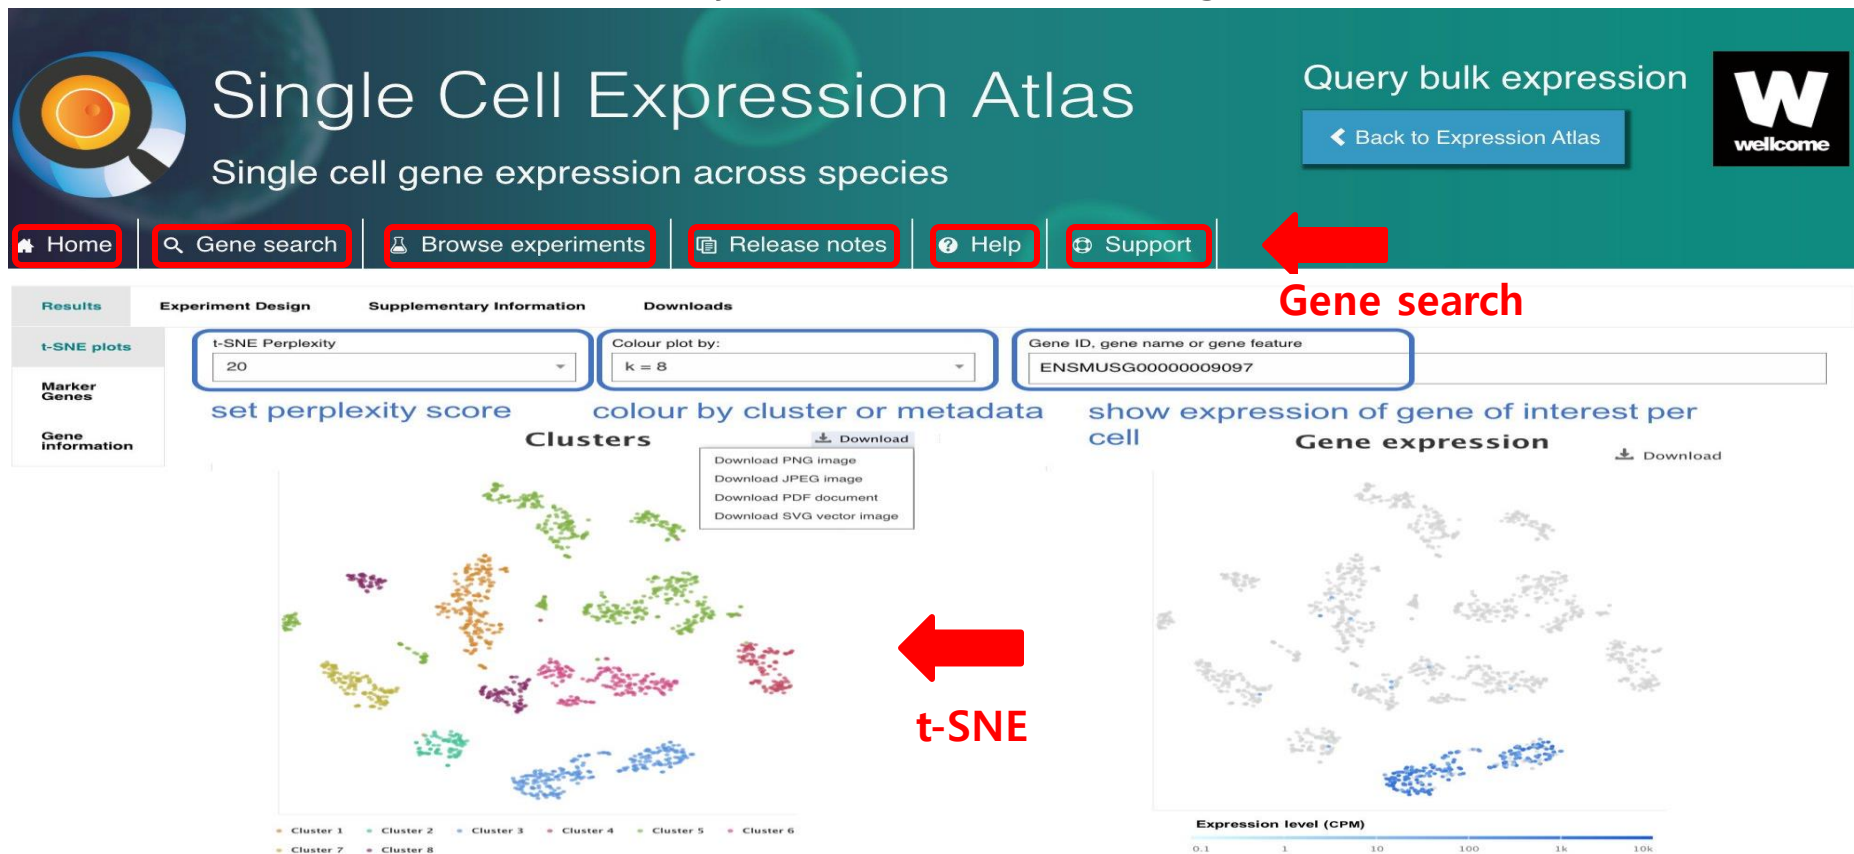 Single Cell Expression Atlas
Single cell gene expression across species
Query bulk expression
Back to Expression Atlas
wellcome
Home
Gene search
Browse experiments
Release notes
Help
Support
Gene search
Results
Experiment Design
Supplementary Information
Downloads
t-SNE plots
Marker
Genes
Gene
information
t-SNE Perplexity
20
Colour plot by:
k = 8
Gene ID, gene name or gene feature
ENSMUSG00000009097
set perplexity score
colour by cluster or metadata
show expression of gene of interest per
cell
Clusters
Download
Download PNG image
Download JPEG image
Download PDF document
Download SVG vector image
Gene expression
Download
t-SNE
Cluster 1
Cluster 2
Cluster 3
Cluster 4
Cluster 5
Cluster 6
Cluster 7
Cluster 8
Expression level (CPM)
0.1
1
10
100
1k
10k